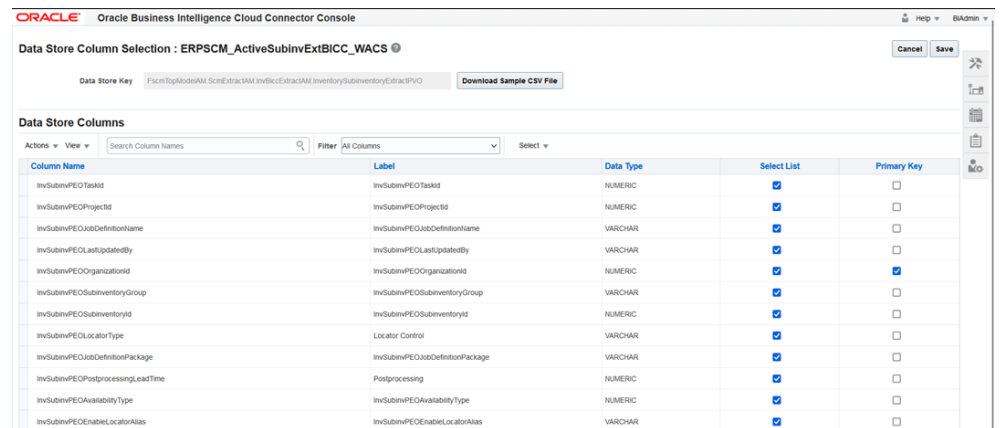 ORACLE Oracle Business Intelligence Cloud Connector Console Help BIAdmin
Data Store Column Selection : ERPSCM_ActiveSubinvExtBICC_WACS Cancel Save
Data Store Key FscmTopModelAM.ScmExtractAM.InvBiccExtractAM.InventorySubinventoryExtractPVO Download Sample CSV File
Data Store Columns
Actions View Search Column Names Filter All Columns Select
Column Name Label Data Type Select List Primary Key
InvSubinvPEOTaskId InvSubinvPEOTaskId NUMERIC
InvSubinvPEOProjectId InvSubinvPEOProjectId NUMERIC
InvSubinvPEOJobDefinitionName InvSubinvPEOJobDefinitionName VARCHAR
InvSubinvPEOLastUpdatedBy InvSubinvPEOLastUpdatedBy VARCHAR
InvSubinvPEOOrganizationId InvSubinvPEOOrganizationId NUMERIC
InvSubinvPEOSubinventoryGroup InvSubinvPEOSubinventoryGroup VARCHAR
InvSubinvPEOSubinventoryId InvSubinvPEOSubinventoryId NUMERIC
InvSubinvPEOLocatorType Locator Control VARCHAR
InvSubinvPEOJobDefinitionPackage InvSubinvPEOJobDefinitionPackage VARCHAR
InvSubinvPEOPostprocessingLeadTime Postprocessing NUMERIC
InvSubinvPEOAvailabilityType InvSubinvPEOAvailabilityType NUMERIC
InvSubinvPEOEnableLocatorAlias InvSubinvPEOEnableLocatorAlias VARCHAR